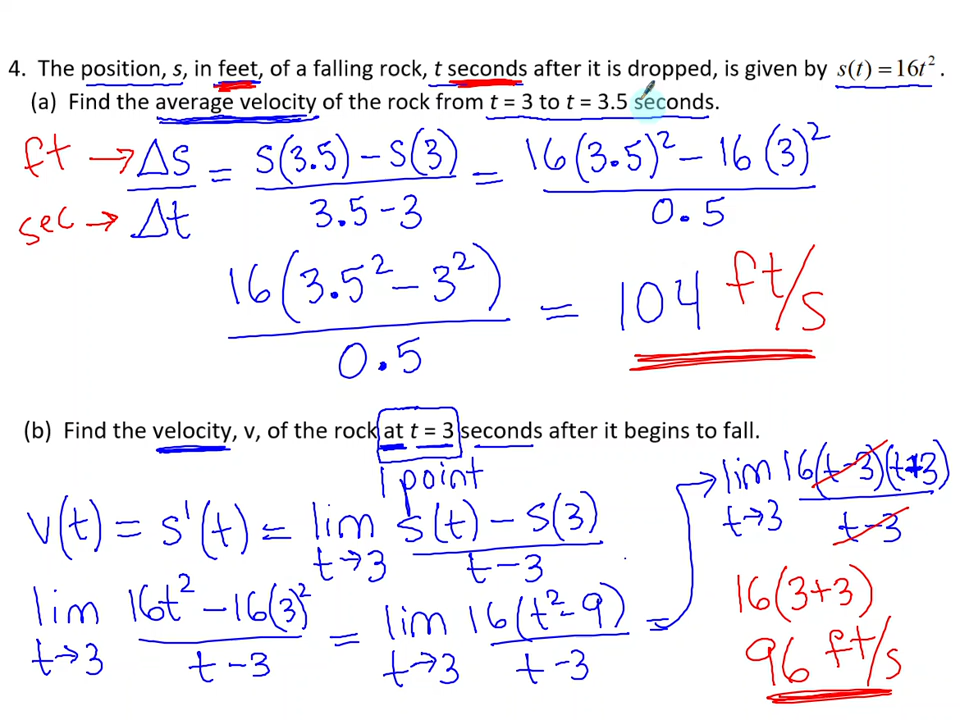 4. The position, s, in feet, of a falling rock, t seconds after it is dropped, is given by s(t) = 16t².
(a) Find the average velocity of the rock from t = 3 to t = 3.5 seconds.
ft → Δs / sec → Δt = (s(3.5) − s(3)) / (3.5 − 3) = (16(3.5)² − 16(3)²) / 0.5
16(3.5² − 3²) / 0.5 = 104 ft/s
(b) Find the velocity, v, of the rock at t = 3 seconds after it begins to fall.
1 point
v(t) = s'(t) = lim t→3 (s(t) − s(3)) / (t − 3)
lim t→3 (16t² − 16(3)²) / (t − 3) = lim t→3 16(t² − 9) / (t − 3) =
→ lim t→3 16(t − 3)(t + 3) / (t − 3)
16(3+3)
96 ft/s